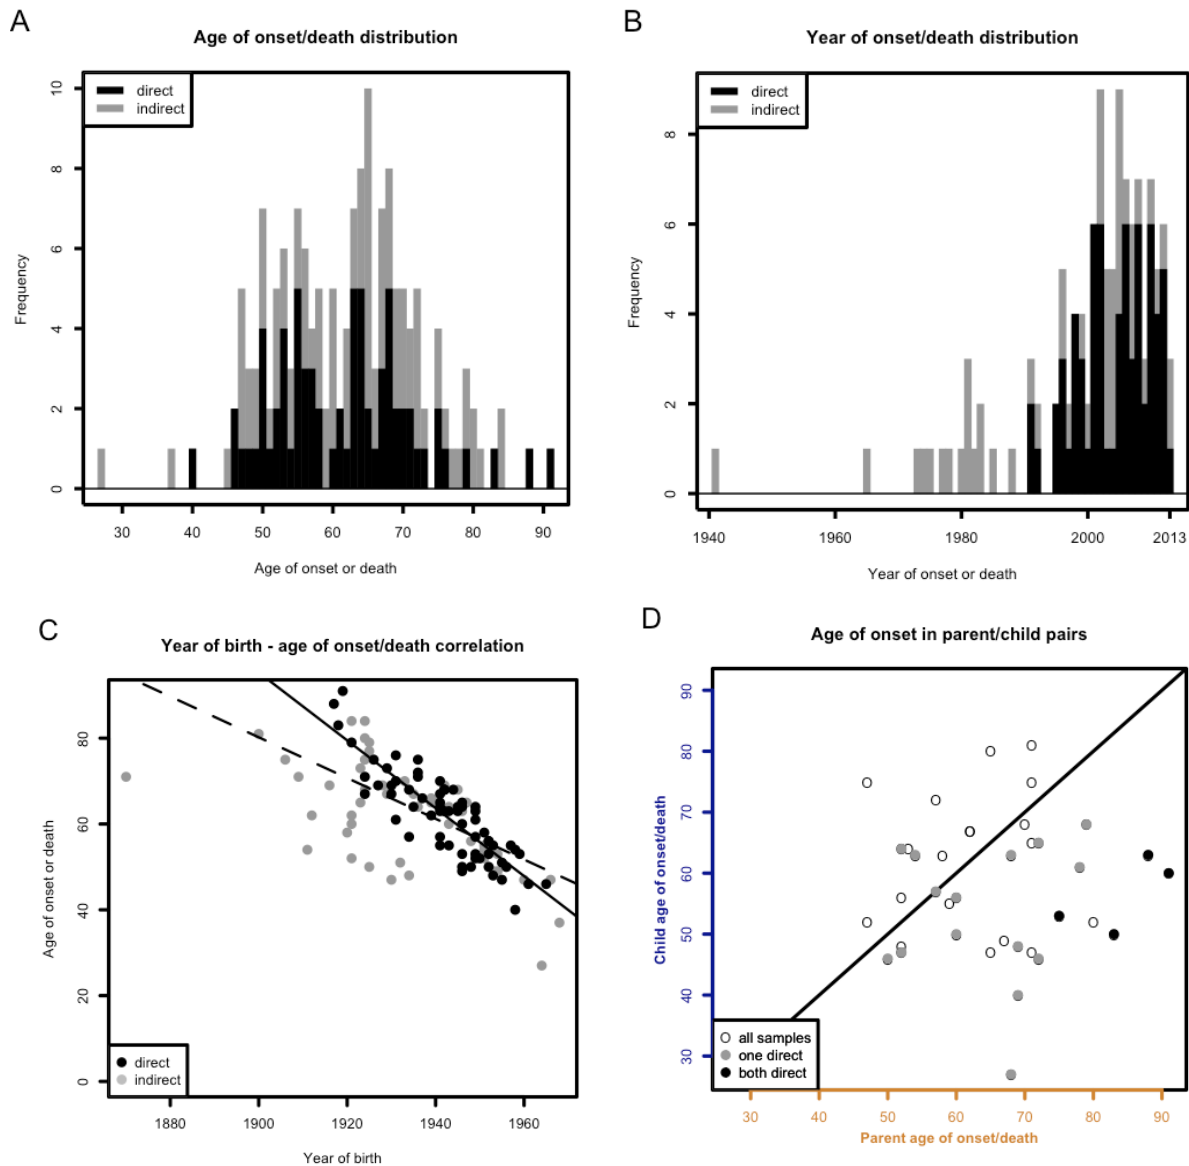 A
Age of onset/death distribution
direct
indirect
Frequency
0
2
4
6
8
10
30 40 50 60 70 80 90
Age of onset or death
B
Year of onset/death distribution
direct
indirect
Frequency
0
2
4
6
8
1940 1960 1980 2000 2013
Year of onset or death
C
Year of birth - age of onset/death correlation
Age of onset or death
0
20
40
60
80
direct
indirect
1880 1900 1920 1940 1960
Year of birth
D
Age of onset in parent/child pairs
Child age of onset/death
30
40
50
60
70
80
90
all samples
one direct
both direct
30 40 50 60 70 80 90
Parent age of onset/death